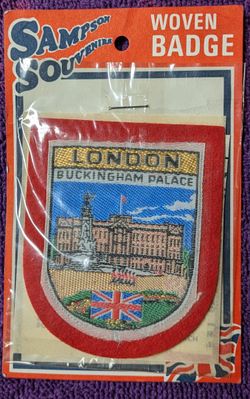 SAMPSON
SOUVENIRS
WOVEN
BADGE
LONDON
BUCKINGHAM PALACE